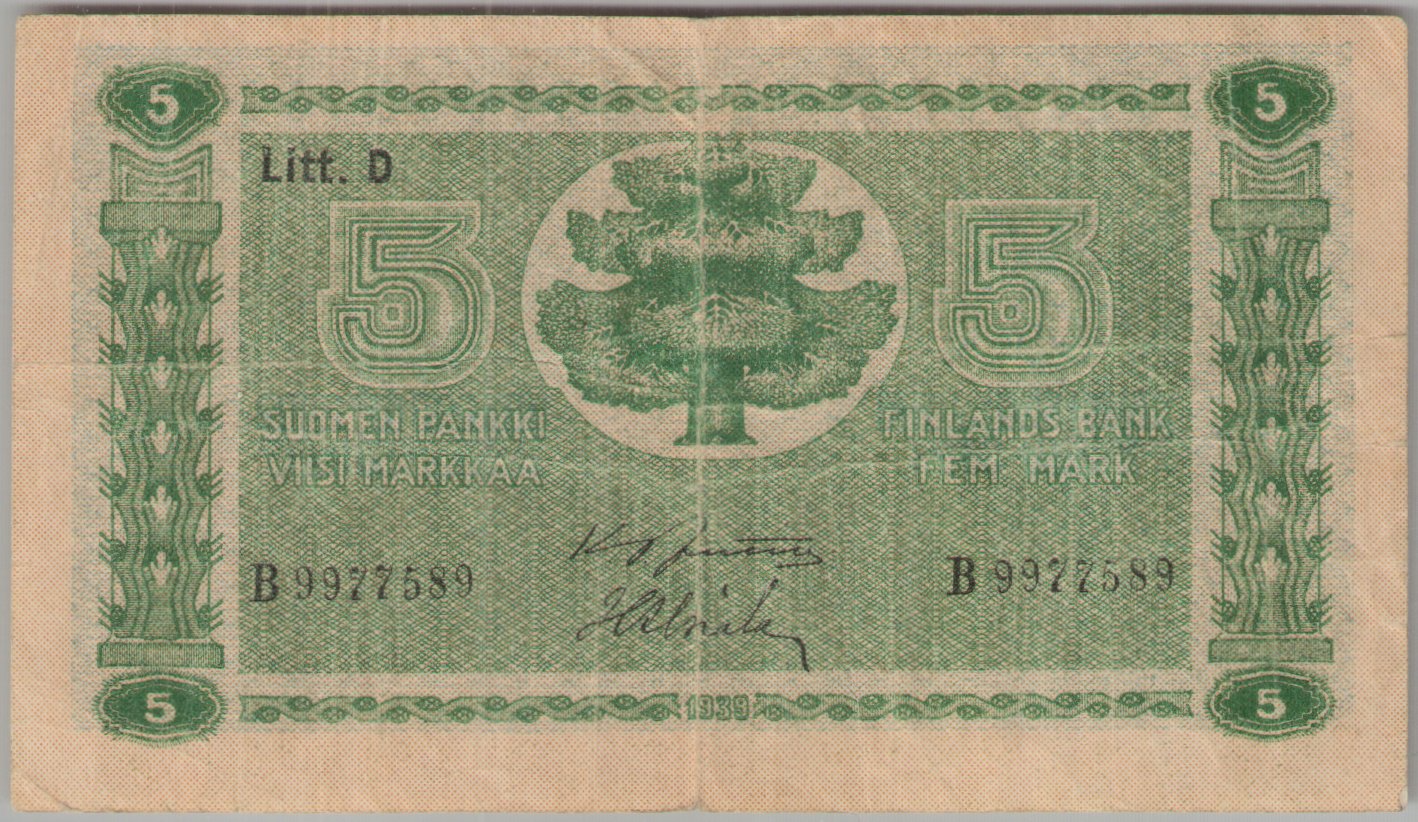 5 5
Litt. D
5 5
SUOMEN PANKKI FINLANDS BANK
VIISI MARKKAA FEM MARK
B 9977589 B 9977589
5 1939 5